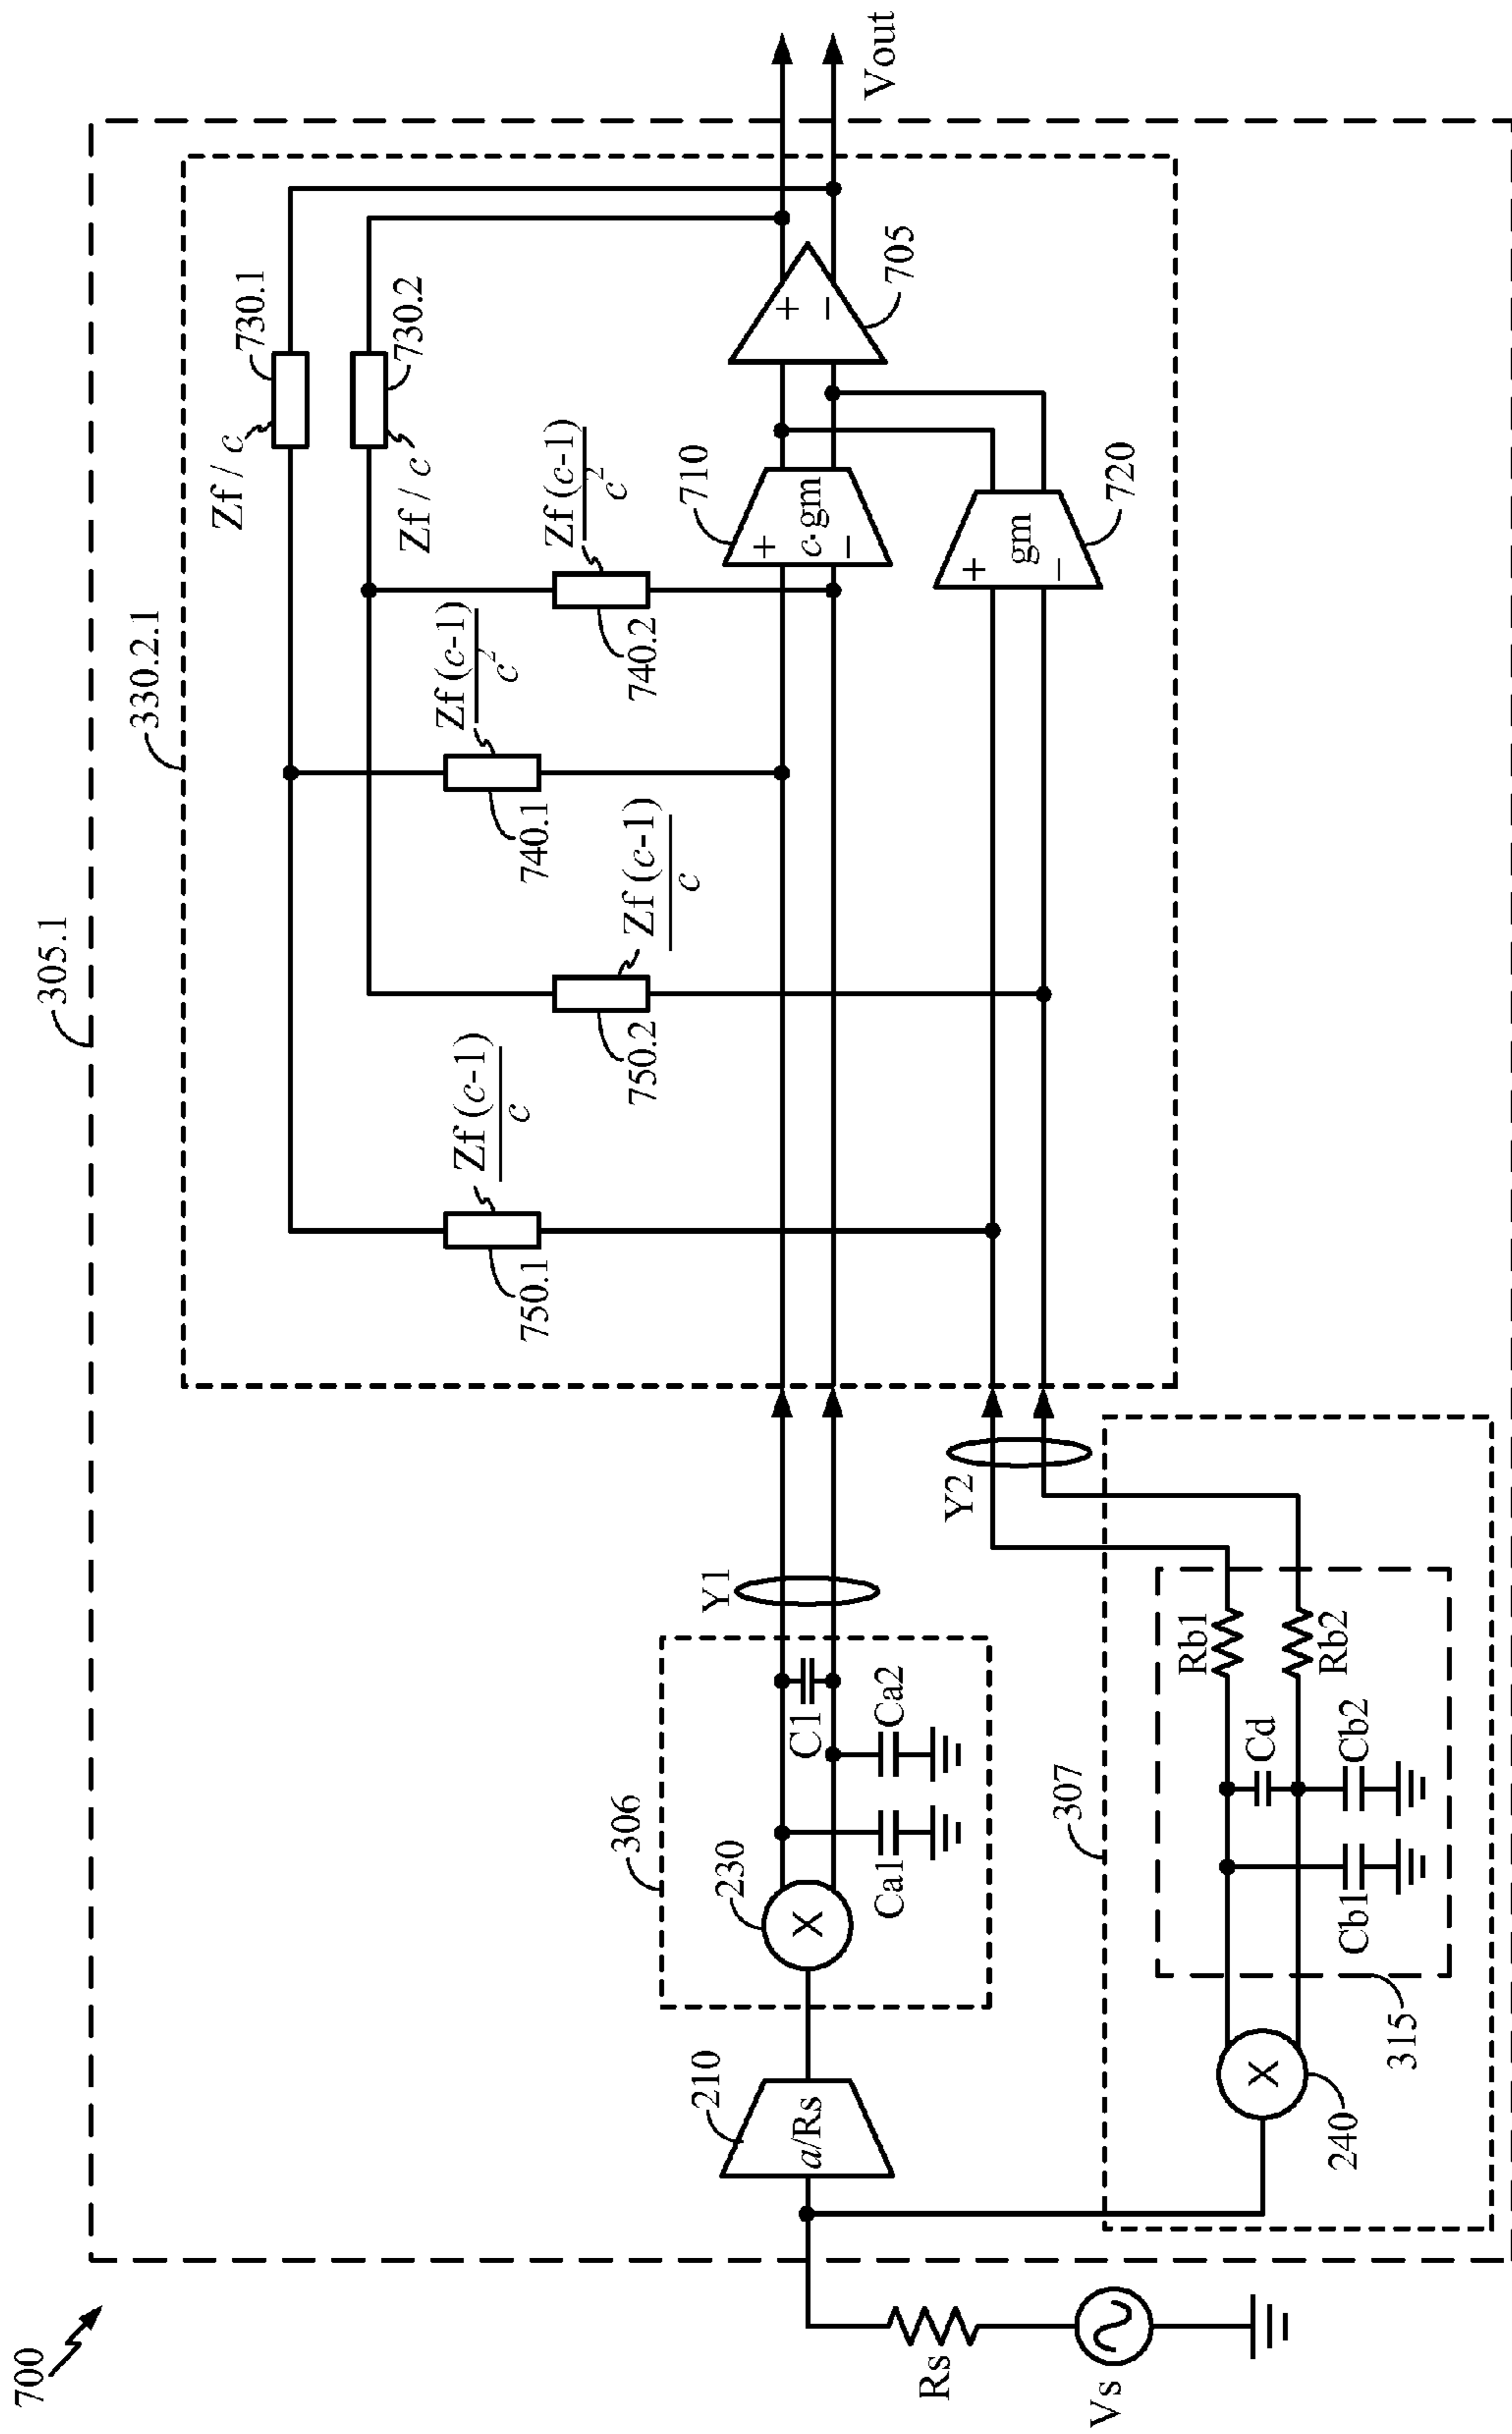 700
305.1
330.2.1
Zf / c
730.1
Zf / c
730.2
Zf (c-1)
c
750.1
Zf (c-1)
c
750.2
Zf (c-1)
c²
740.1
Zf (c-1)
c²
740.2
710
+
c·gm
−
+
−
705
Vout
+
gm
−
720
Rs
Vs
210
a/Rs
306
230
X
Ca1
Ca2
C1
Y1
Y2
307
240
X
315
Cb1
Cb2
Cd
Rb1
Rb2